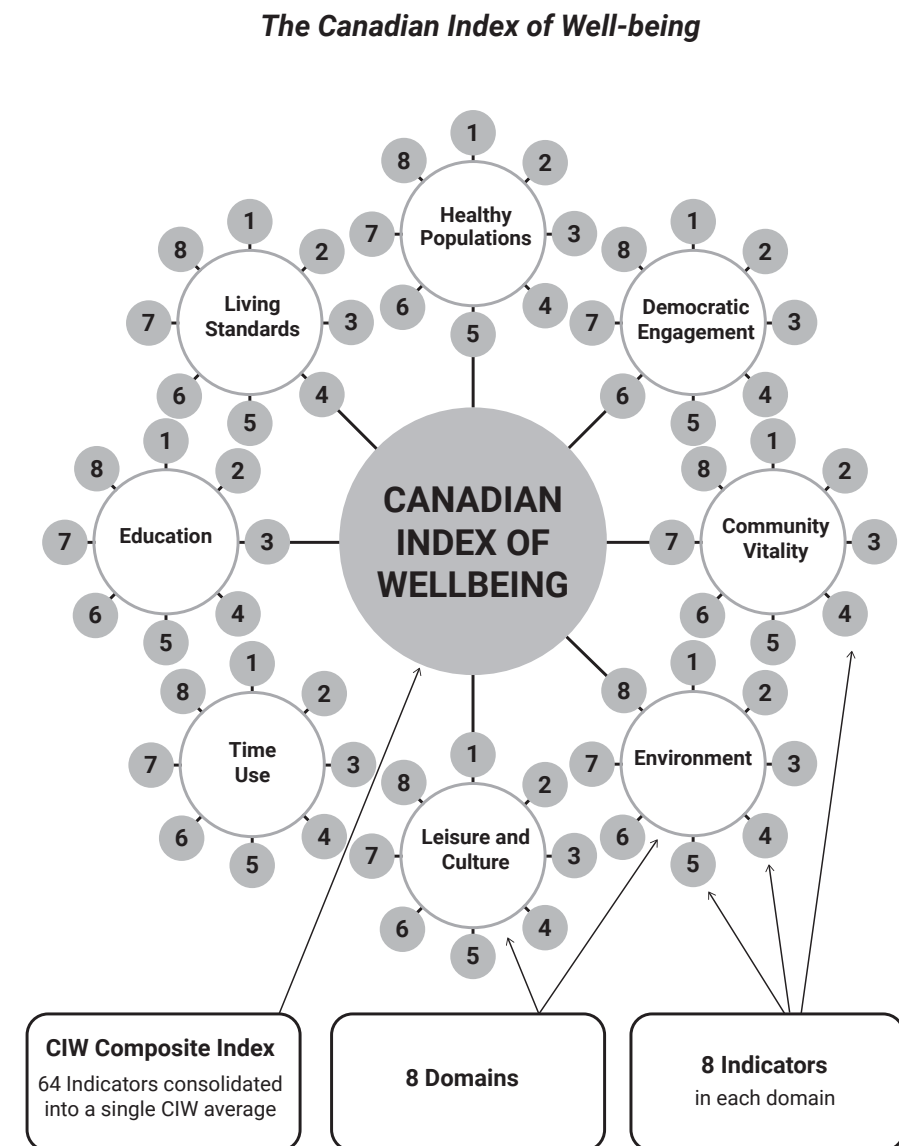 The Canadian Index of Well-being
1
8
2
Healthy
Populations
7
3
6
4
5
1
8
2
Living
Standards
7
3
6
4
5
1
8
2
Democratic
Engagement
7
3
6
4
5
1
8
2
Education
7
3
6
4
5
CANADIAN
INDEX OF
WELLBEING
1
8
2
Community
Vitality
7
3
6
4
5
1
8
2
Time
Use
7
3
6
4
5
1
8
2
Leisure and
Culture
7
3
6
4
5
1
8
2
Environment
7
3
6
4
5
CIW Composite Index
64 Indicators consolidated
into a single CIW average
8 Domains
8 Indicators
in each domain